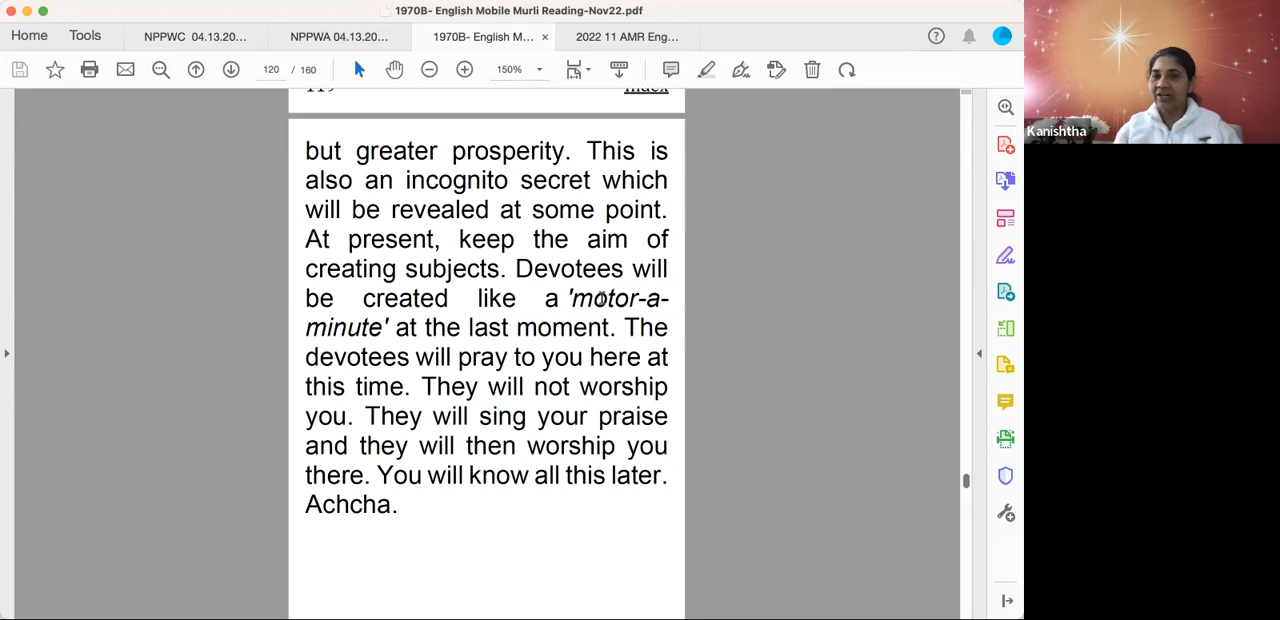 1970B- English Mobile Murli Reading-Nov22.pdf
Home Tools NPPWC 04.13.20... NPPWA 04.13.20... 1970B- English M... × 2022 11 AMR Eng...
120 / 160 150%
Kanishtha
119 Index
but greater prosperity. This is
also an incognito secret which
will be revealed at some point.
At present, keep the aim of
creating subjects. Devotees will
be created like a 'motor-a-
minute' at the last moment. The
devotees will pray to you here at
this time. They will not worship
you. They will sing your praise
and they will then worship you
there. You will know all this later.
Achcha.